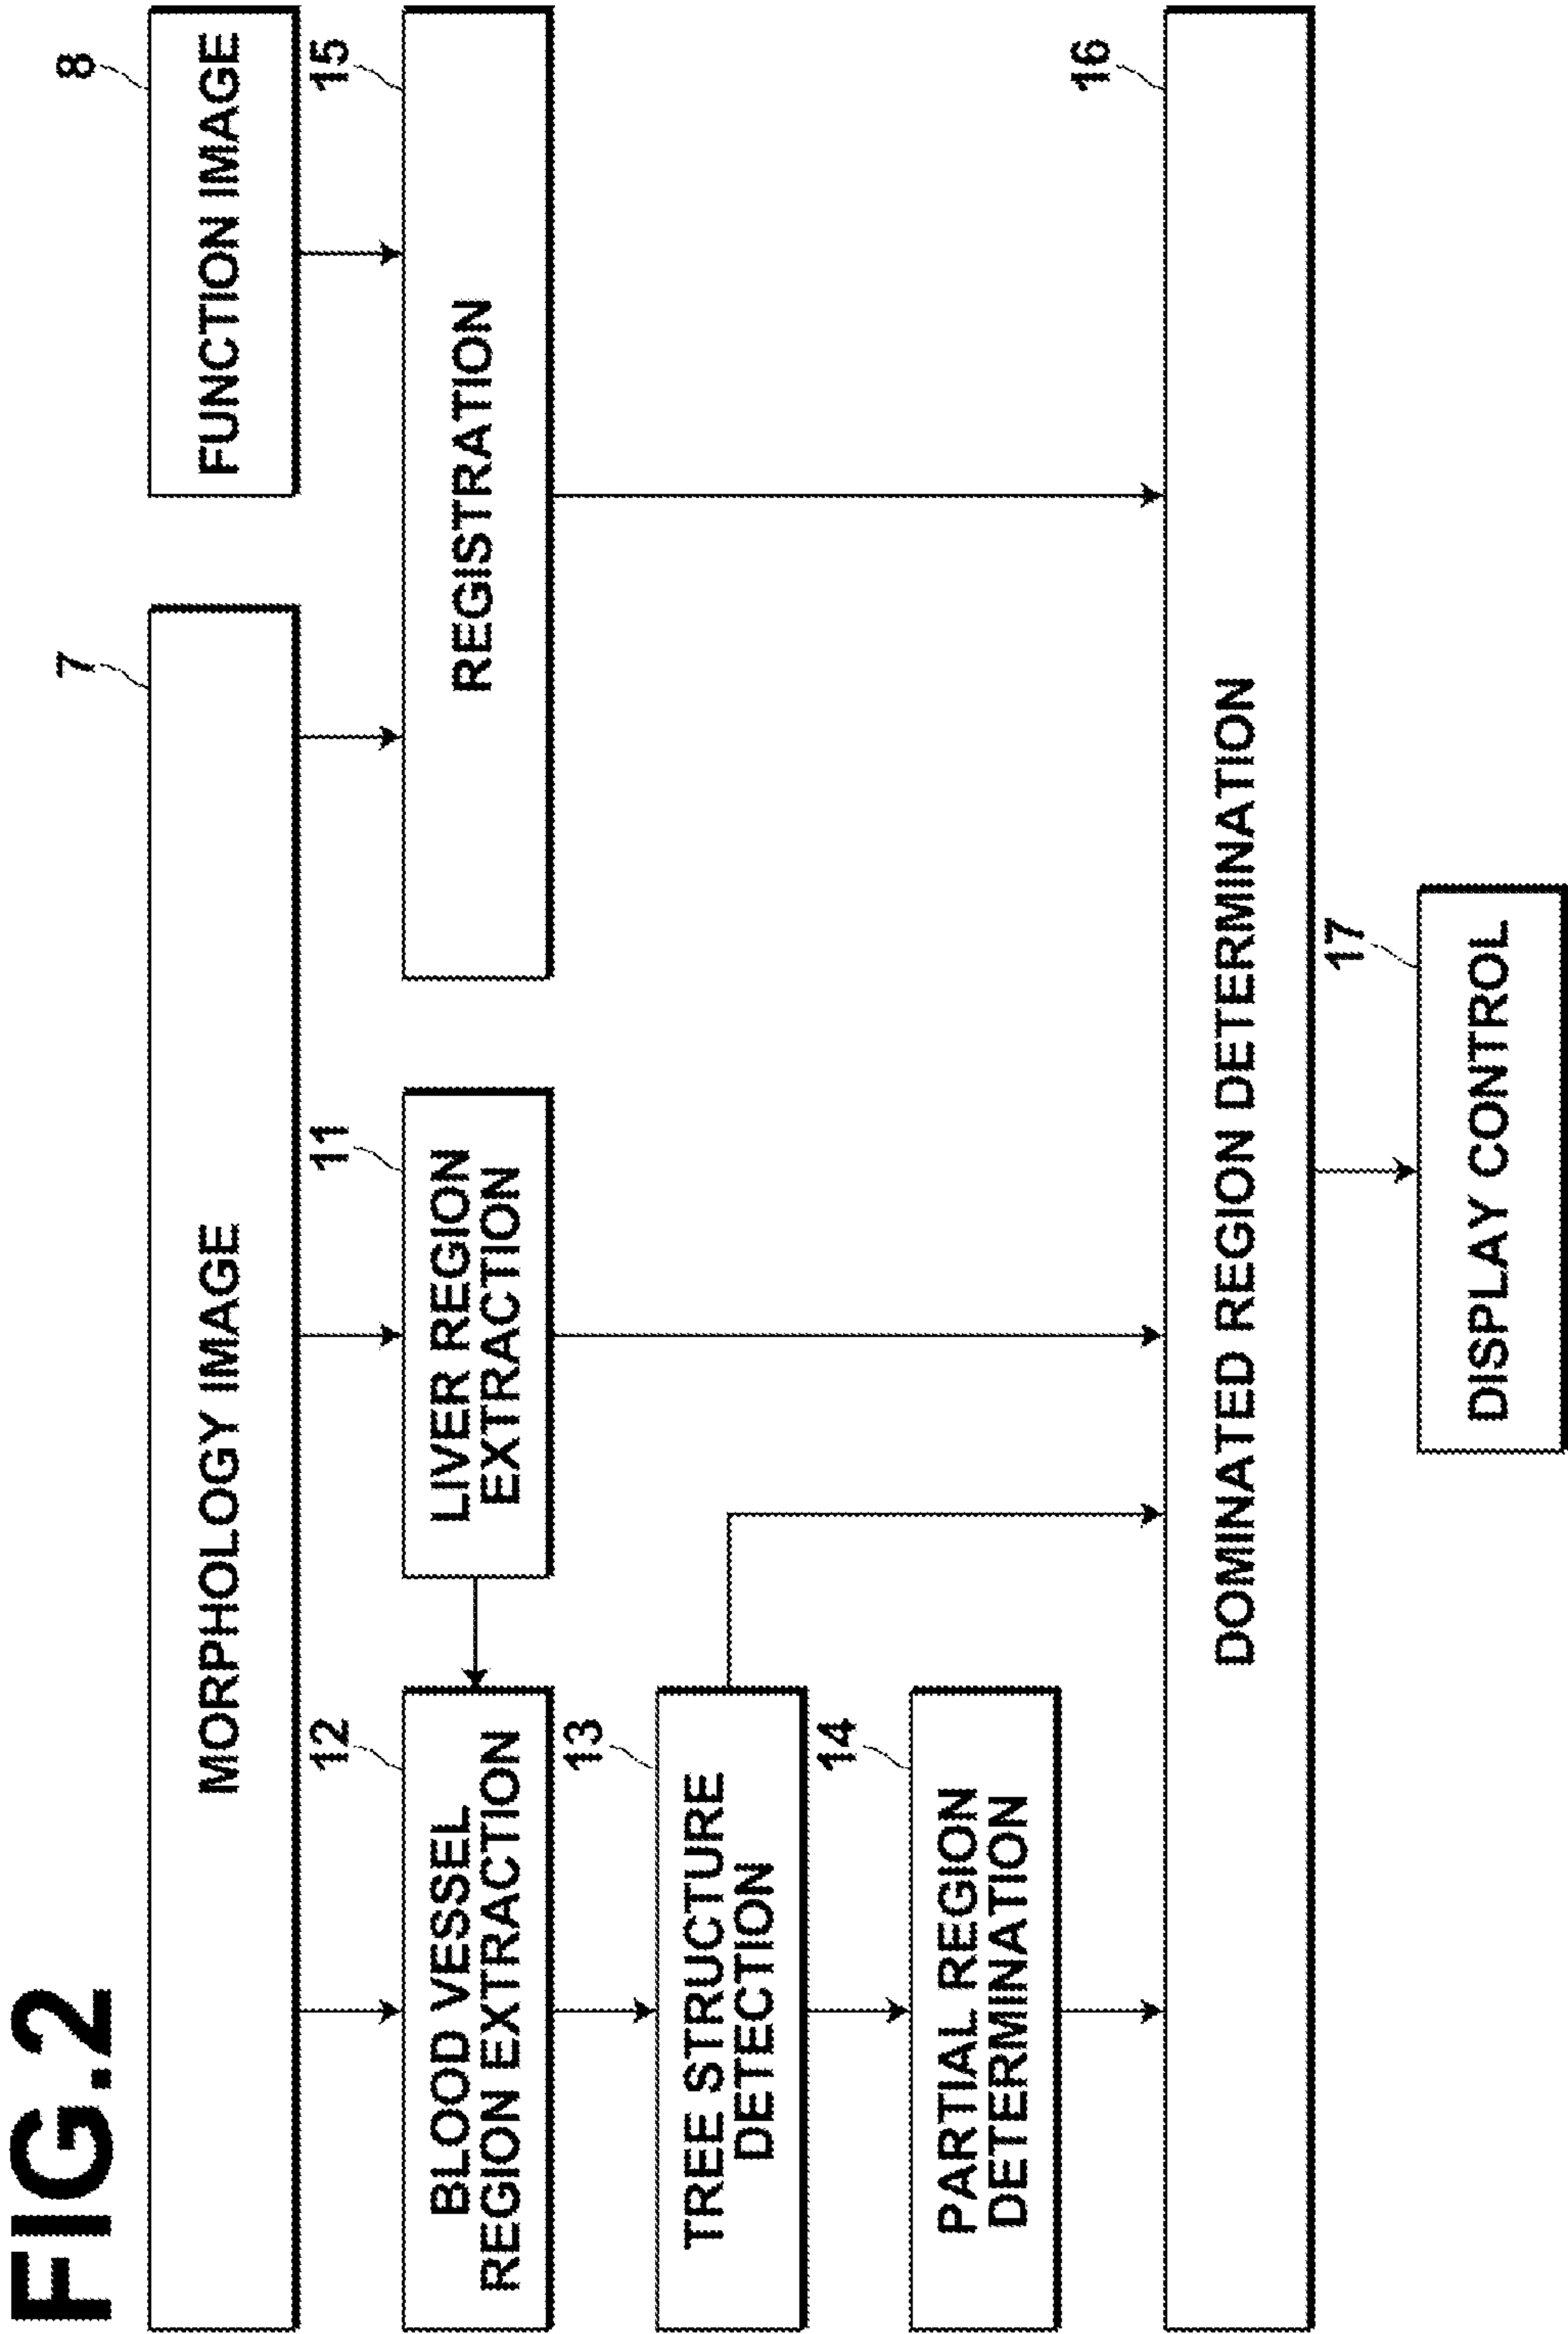 FIG.2
7
MORPHOLOGY IMAGE
8
FUNCTION IMAGE
12
BLOOD VESSEL
REGION EXTRACTION
11
LIVER REGION
EXTRACTION
15
REGISTRATION
13
TREE STRUCTURE
DETECTION
14
PARTIAL REGION
DETERMINATION
16
DOMINATED REGION DETERMINATION
17
DISPLAY CONTROL